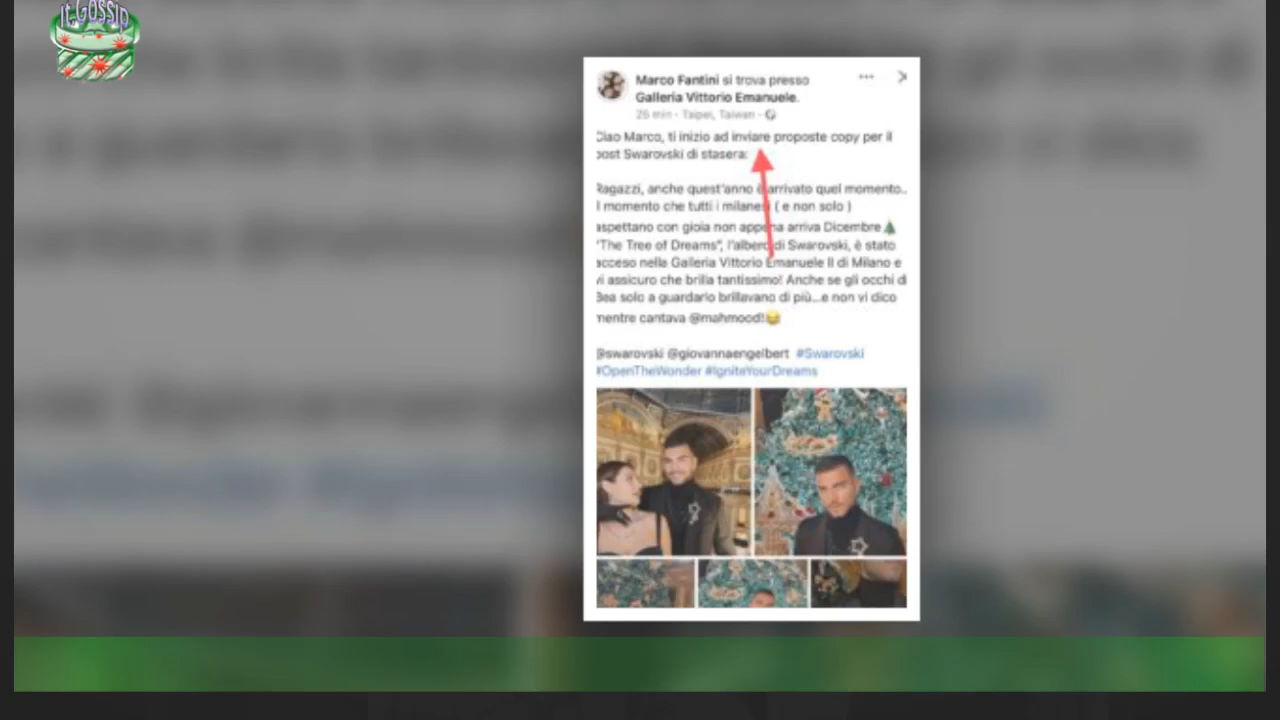 it Gossip
Marco Fantini si trova presso
Galleria Vittorio Emanuele.
25 min · Taipei, Taiwan ·
Ciao Marco, ti inizio ad inviare proposte copy per il
post Swarovski di stasera:
Ragazzi, anche quest'anno è arrivato quel momento..
l momento che tutti i milanesi ( e non solo )
aspettano con gioia non appena arriva Dicembre🎄
"The Tree of Dreams", l'albero di Swarovski, è stato
acceso nella Galleria Vittorio Emanuele II di Milano e
vi assicuro che brilla tantissimo! Anche se gli occhi di
Bea solo a guardarlo brillavano di più...e non vi dico
mentre cantava @mahmood!😂
@swarovski @giovannaengelbert #Swarovski
#OpenTheWonder #IgniteYourDreams